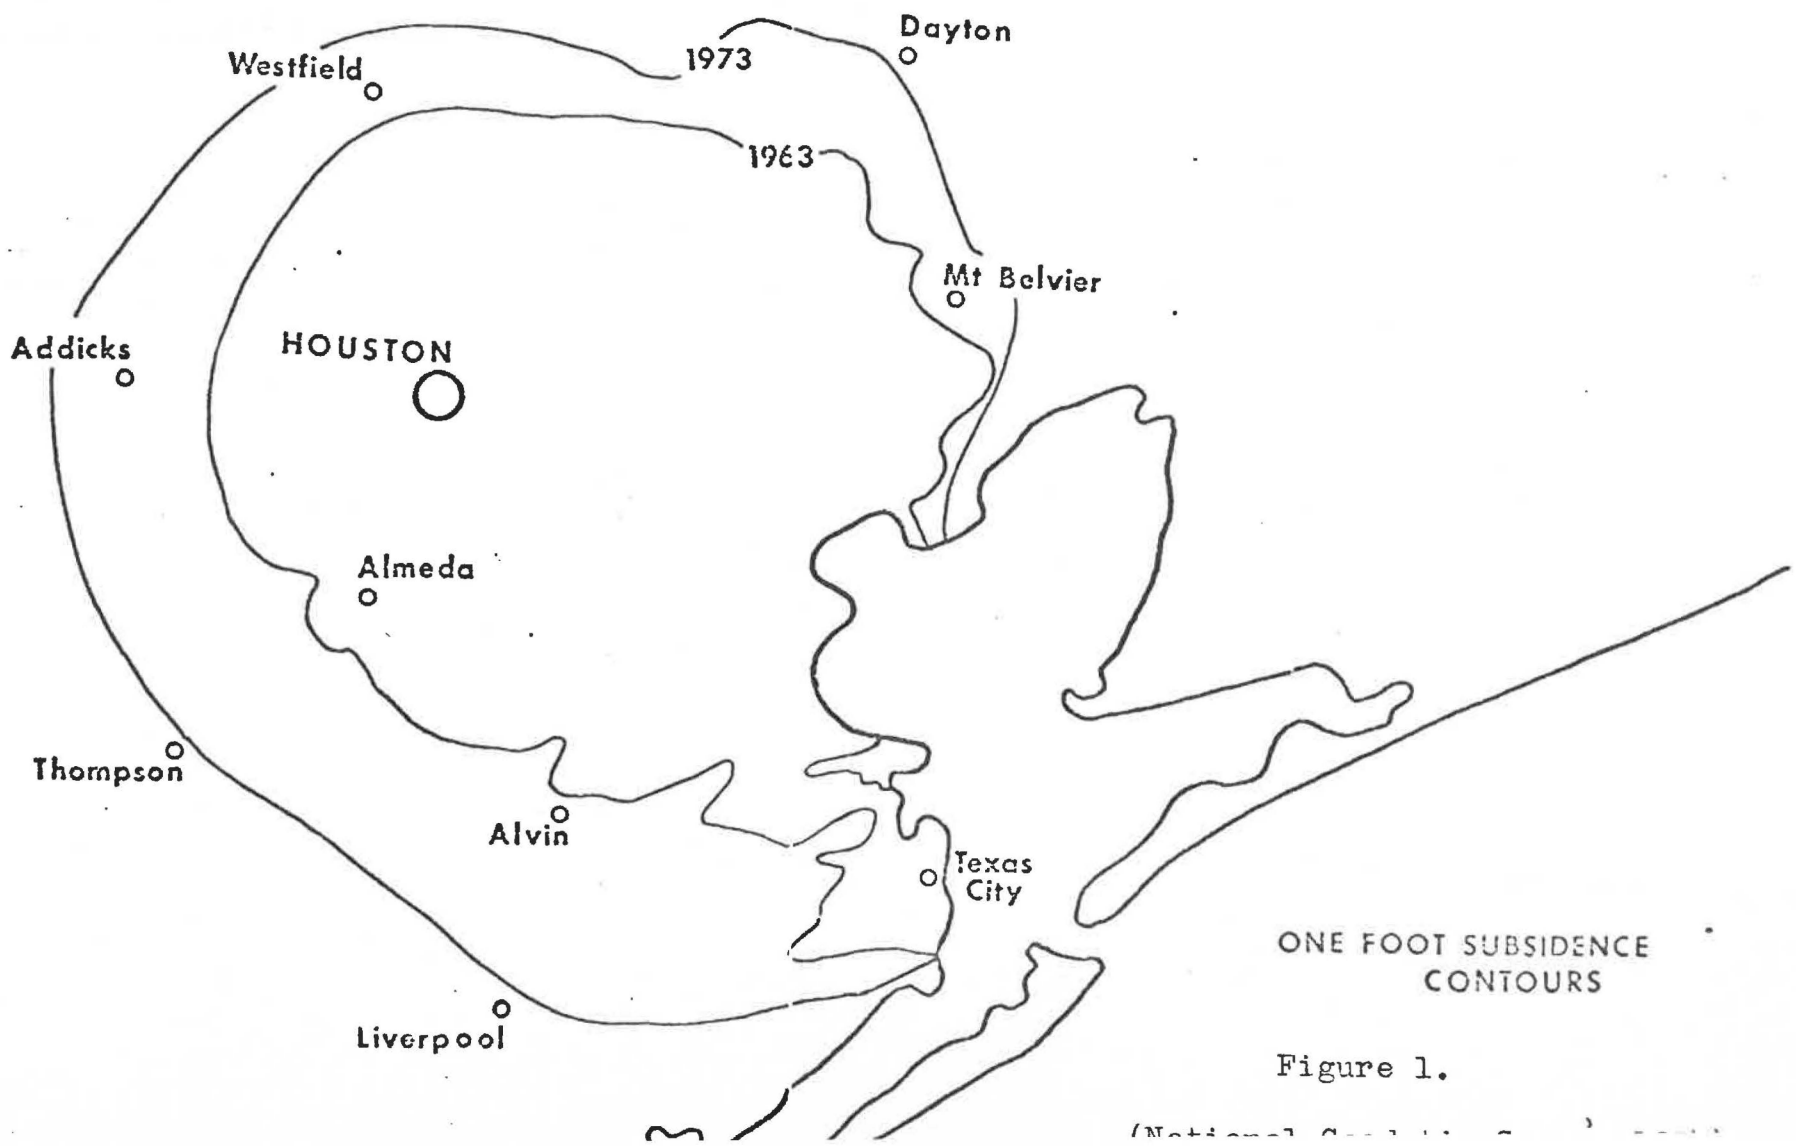 Dayton
1973
Westfield
1963
Mt Belvier
Addicks
HOUSTON
Almeda
Thompson
Alvin
Texas
City
ONE FOOT SUBSIDENCE
CONTOURS
Liverpool
Figure 1.
(National